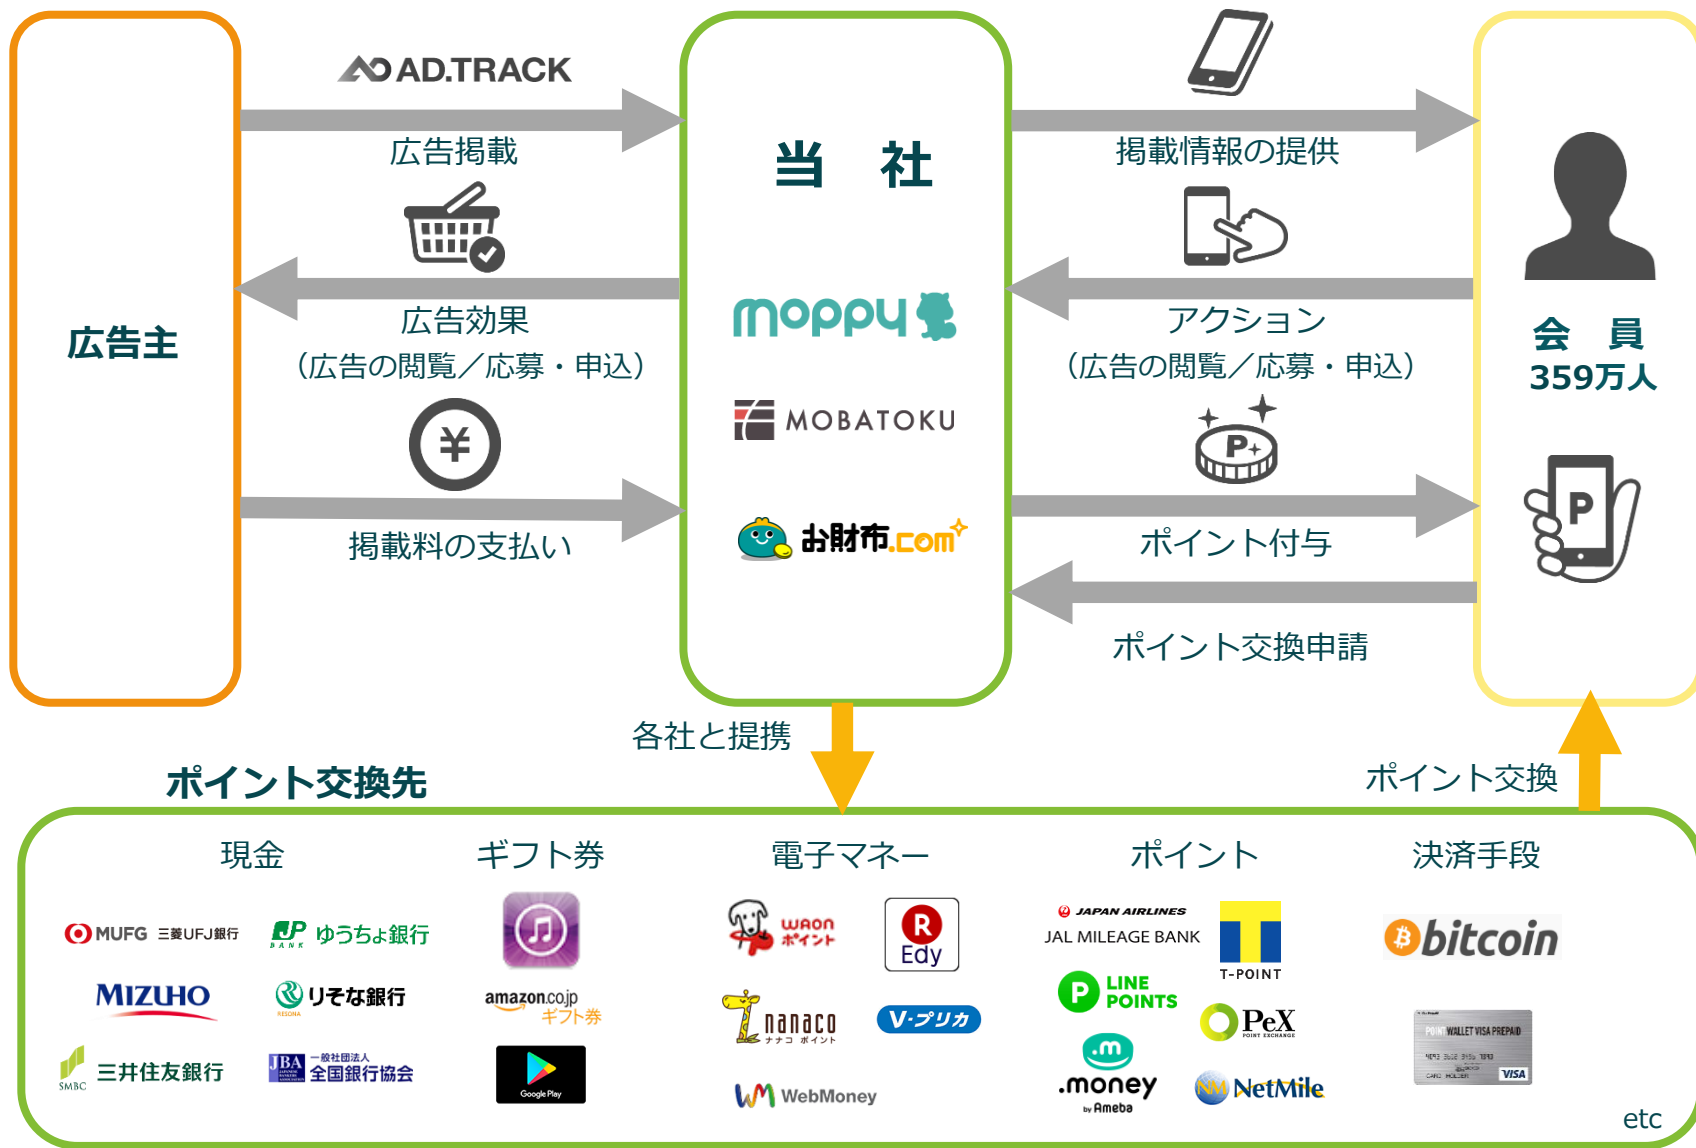 AD.TRACK
広告掲載
広告効果
（広告の閲覧／応募・申込）
¥
掲載料の支払い
広告主
当 社
moppy
MOBATOKU
お財布.com
掲載情報の提供
アクション
（広告の閲覧／応募・申込）
P
ポイント付与
ポイント交換申請
会 員
359万人
P
各社と提携
ポイント交換
ポイント交換先
現金
MUFG 三菱UFJ銀行
JP BANK ゆうちょ銀行
MIZUHO
RESONA りそな銀行
SMBC 三井住友銀行
JBA 一般社団法人
全国銀行協会
ギフト券
amazon.co.jp
ギフト券
Google Play
電子マネー
WAON
ポイント
R
Edy
nanaco
ナナコ ポイント
V・プリカ
WebMoney
ポイント
JAPAN AIRLINES
JAL MILEAGE BANK
T-POINT
P LINE
POINTS
PeX
POINT EXCHANGE
.m
.money
by Ameba
NM NetMile
決済手段
bitcoin
POINT WALLET VISA PREPAID
CARD HOLDER
VISA
etc